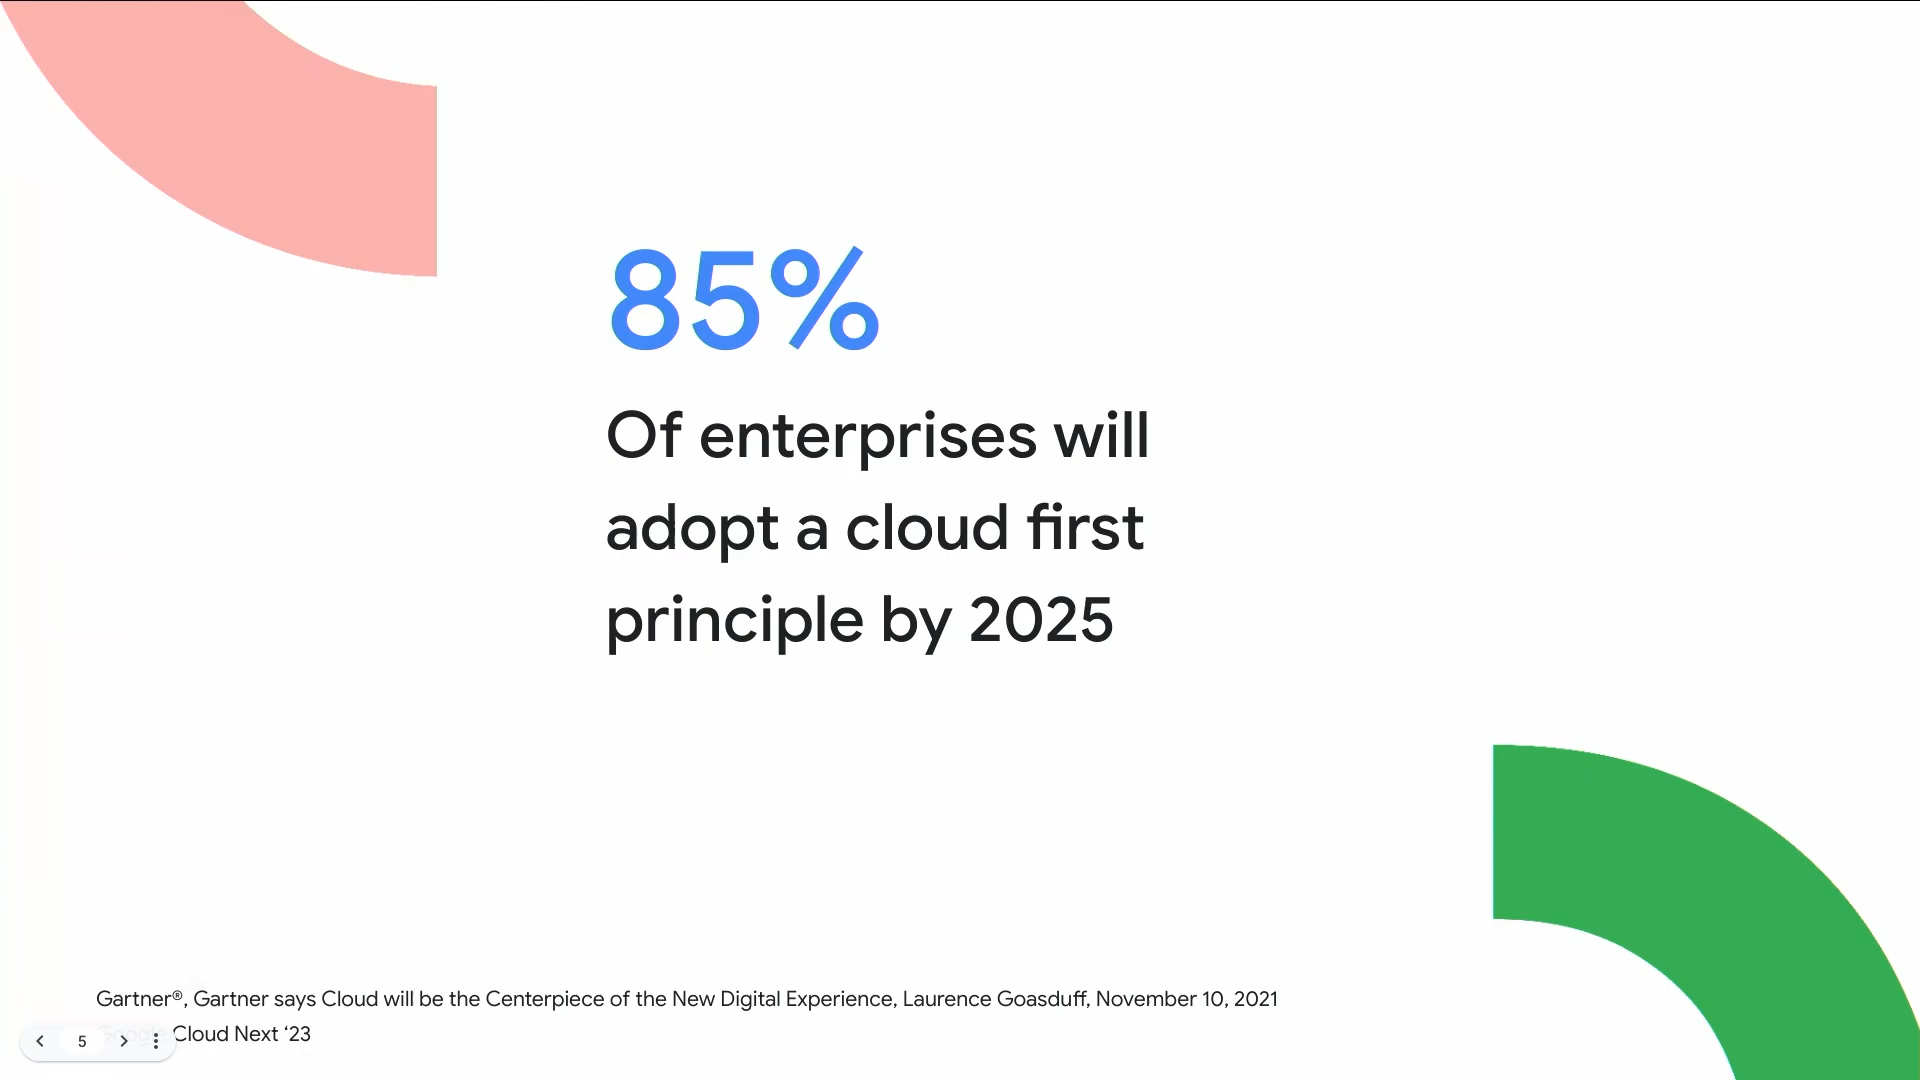 85%
Of enterprises will
adopt a cloud first
principle by 2025
Gartner®, Gartner says Cloud will be the Centerpiece of the New Digital Experience, Laurence Goasduff, November 10, 2021
Google Cloud Next ‘23
5